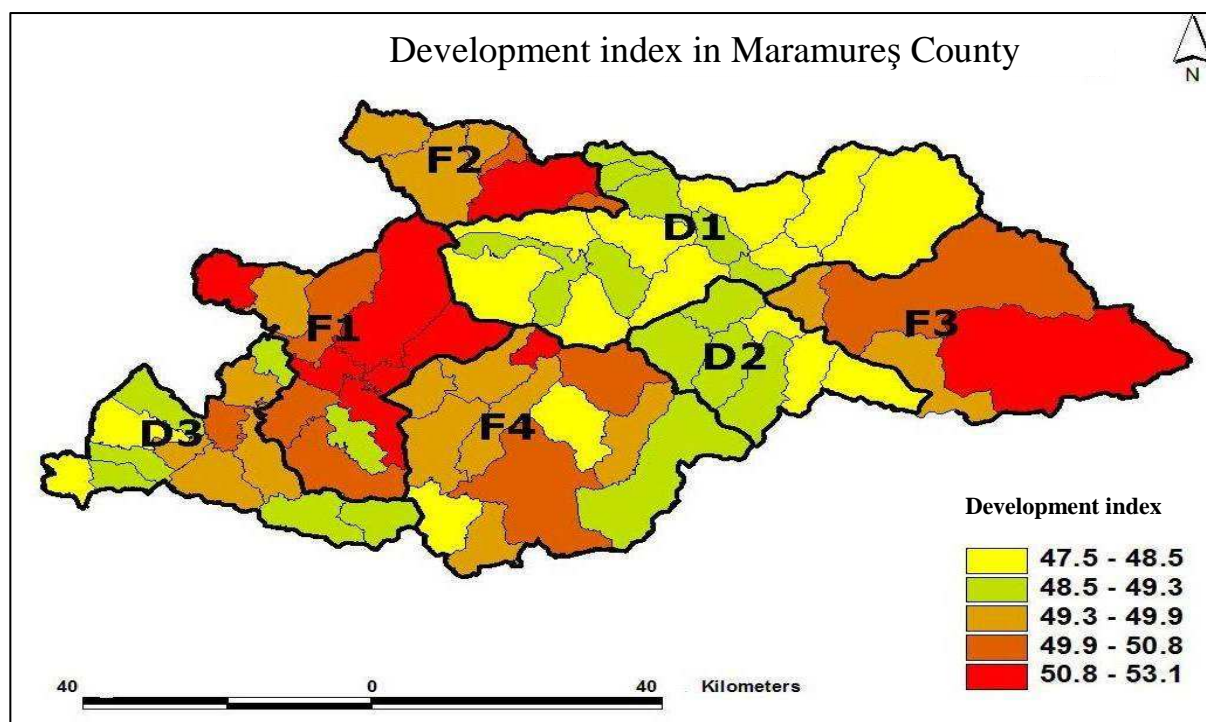 Development index in Maramureş County
N
F2
D1
F1
F3
D2
D3
F4
Development index
47.5 - 48.5
48.5 - 49.3
49.3 - 49.9
49.9 - 50.8
50.8 - 53.1
40 0 40 Kilometers